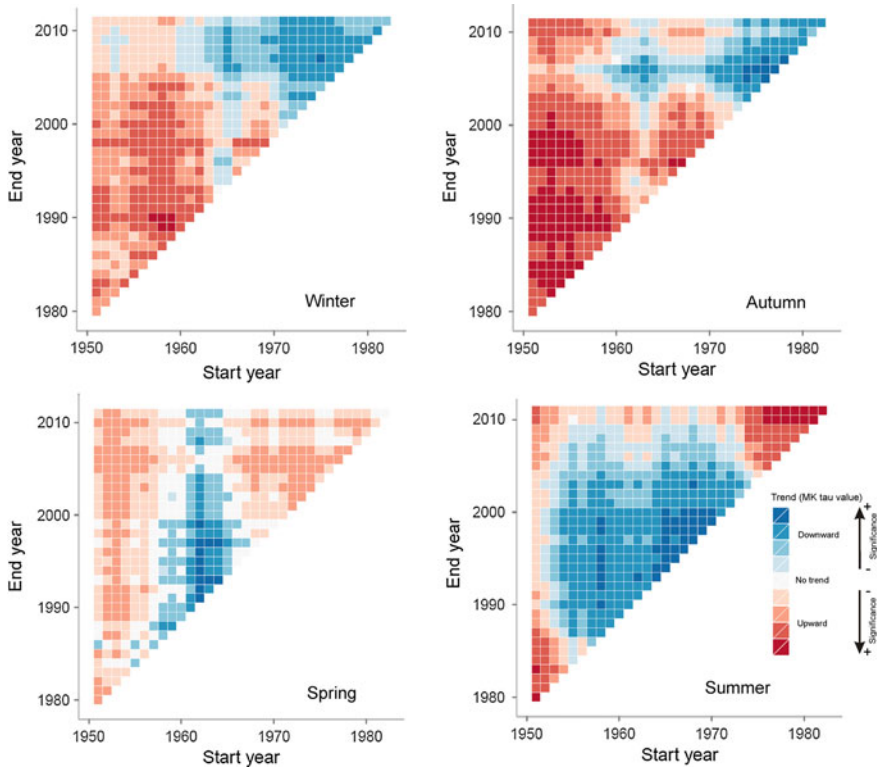 2010
2000
1990
1980
End year
Winter
1950 1960 1970 1980
Start year
2010
2000
1990
1980
End year
Autumn
1950 1960 1970 1980
Start year
2010
2000
1990
1980
End year
Spring
1950 1960 1970 1980
Start year
2010
2000
1990
1980
End year
Trend (MK tau value)
+
Downward
Significance
-
No trend
-
Upward
Significance
+
Summer
1950 1960 1970 1980
Start year